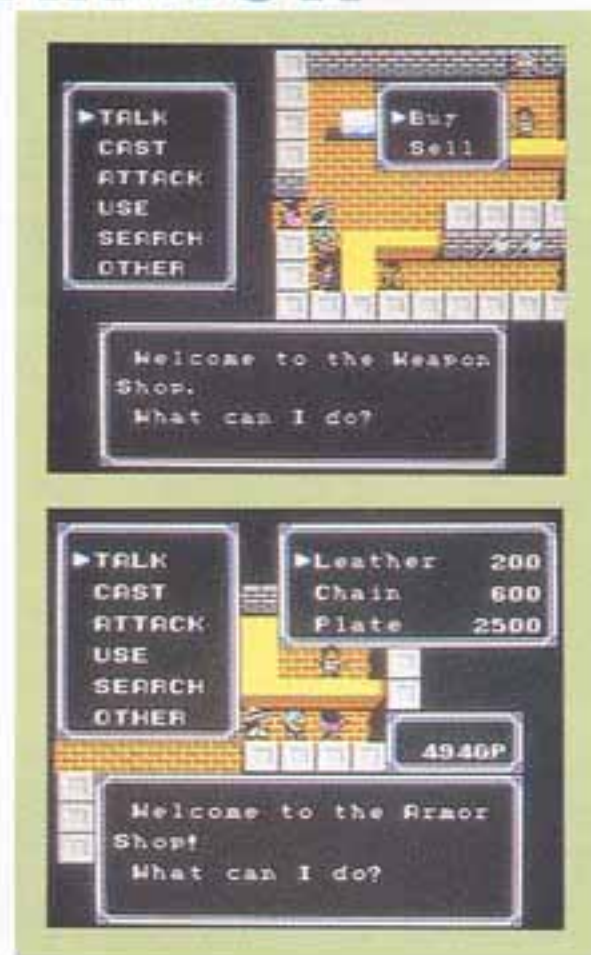 ▶TALK
CAST
ATTACK
USE
SEARCH
OTHER
▶Buy
Sell
Welcome to the Weapon
Shop.
What can I do?
▶TALK
CAST
ATTACK
USE
SEARCH
OTHER
▶Leather 200
Chain 600
Plate 2500
494GP
Welcome to the Armor
Shop!
What can I do?